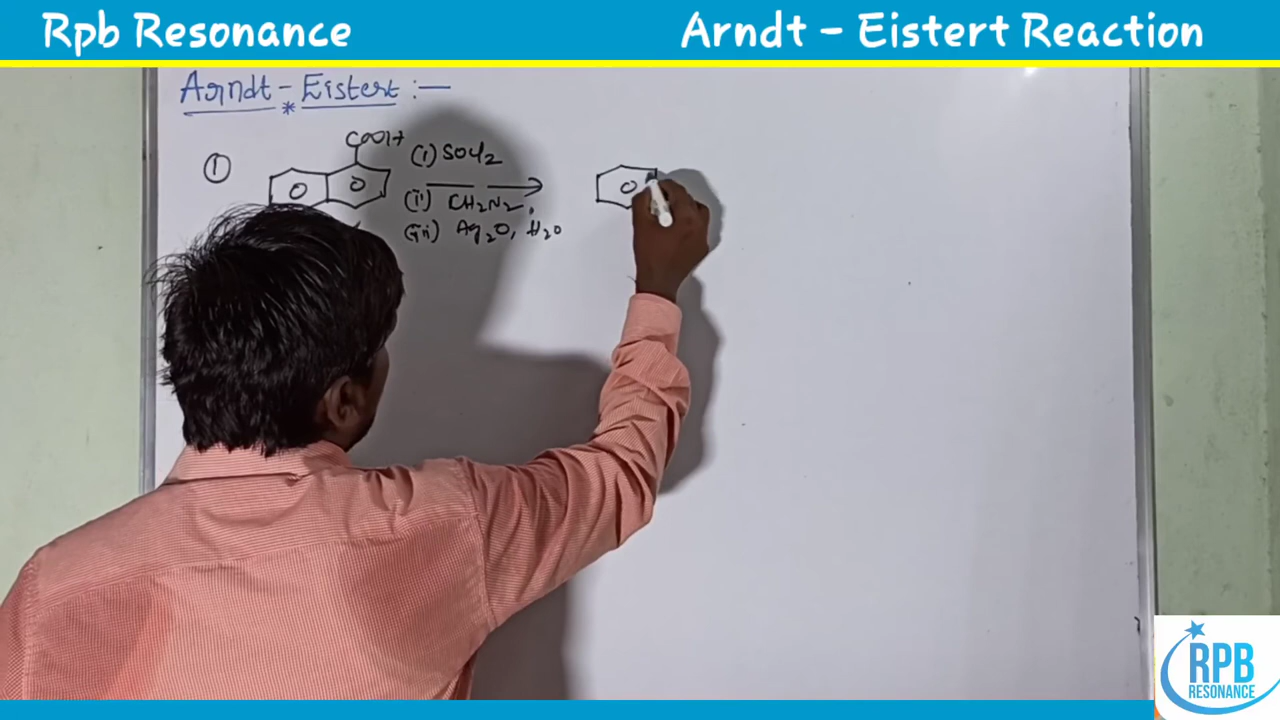 Rpb Resonance
Arndt - Eistert Reaction
Arndt - Eistert :-
*
① COOH (i) SOCl2
(ii) CH2N2,
(iii) Ag2O, H2O
RPB
RESONANCE